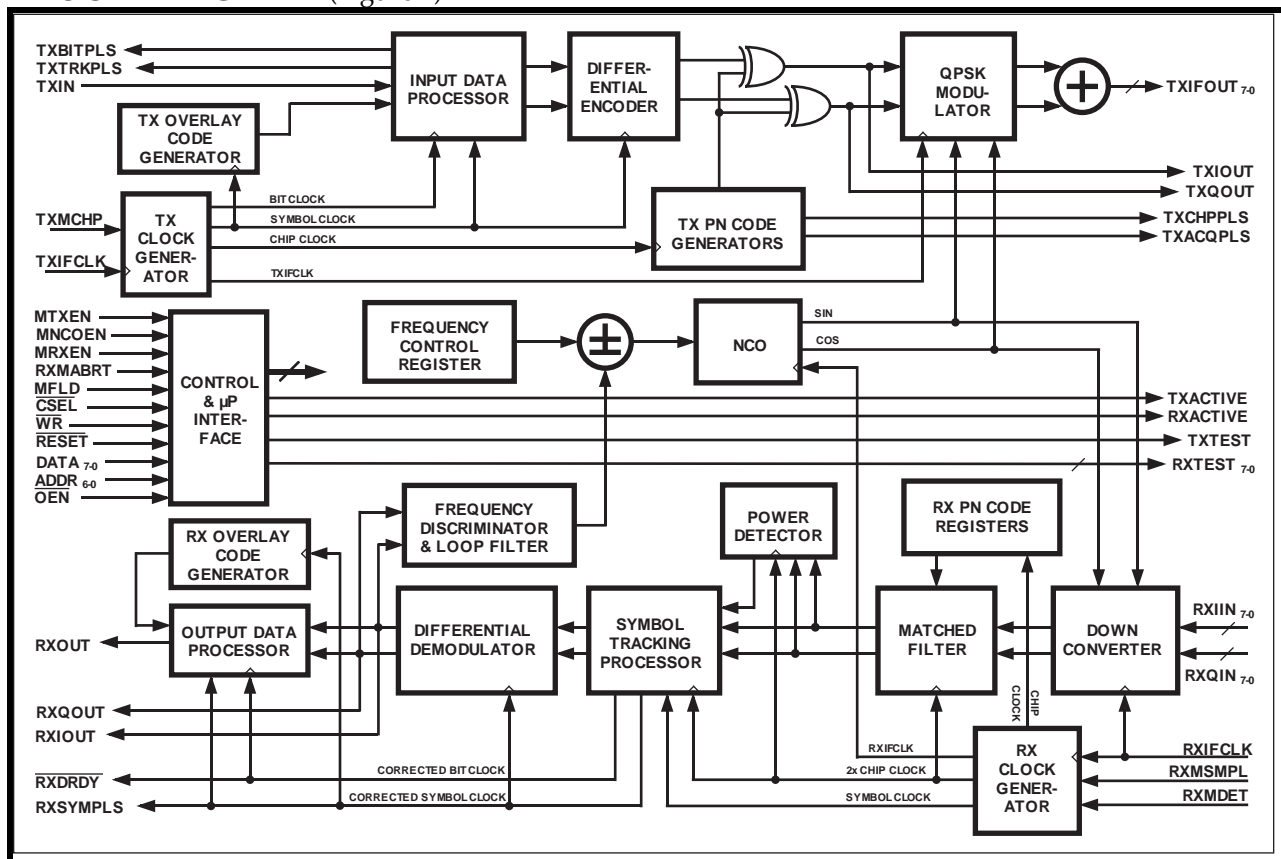 TXBITPLS
TXTRKPLS
TXIN
TX OVERLAY
CODE
GENERATOR
INPUT DATA
PROCESSOR
DIFFER-
ENTIAL
ENCODER
QPSK
MODU-
LATOR
+
TXIFOUT 7-0
TXIOUT
TXQOUT
TXMCHP
TXIFCLK
TX
CLOCK
GENER-
ATOR
BIT CLOCK
SYMBOL CLOCK
CHIP CLOCK
TXIFCLK
TX PN CODE
GENERATORS
TXCHPPLS
TXACQPLS
MTXEN
MNCOEN
MRXEN
RXMABRT
MFLD
CSEL
WR
RESET
DATA 7-0
ADDR 6-0
OEN
CONTROL
& µP
INTER-
FACE
FREQUENCY
CONTROL
REGISTER
±
NCO
SIN
COS
TXACTIVE
RXACTIVE
TXTEST
RXTEST 7-0
RX OVERLAY
CODE
GENERATOR
FREQUENCY
DISCRIMINATOR
& LOOP FILTER
POWER
DETECTOR
RX PN CODE
REGISTERS
RXOUT
OUTPUT DATA
PROCESSOR
DIFFERENTIAL
DEMODULATOR
SYMBOL
TRACKING
PROCESSOR
MATCHED
FILTER
DOWN
CONVERTER
RXIIN 7-0
RXQIN 7-0
CHIP
CLOCK
RXQOUT
RXIOUT
RXDRDY
RXSYMPLS
CORRECTED BIT CLOCK
CORRECTED SYMBOL CLOCK
RXIFCLK
2x CHIP CLOCK
SYMBOL CLOCK
RX
CLOCK
GENER-
ATOR
RXIFCLK
RXMSMPL
RXMDET